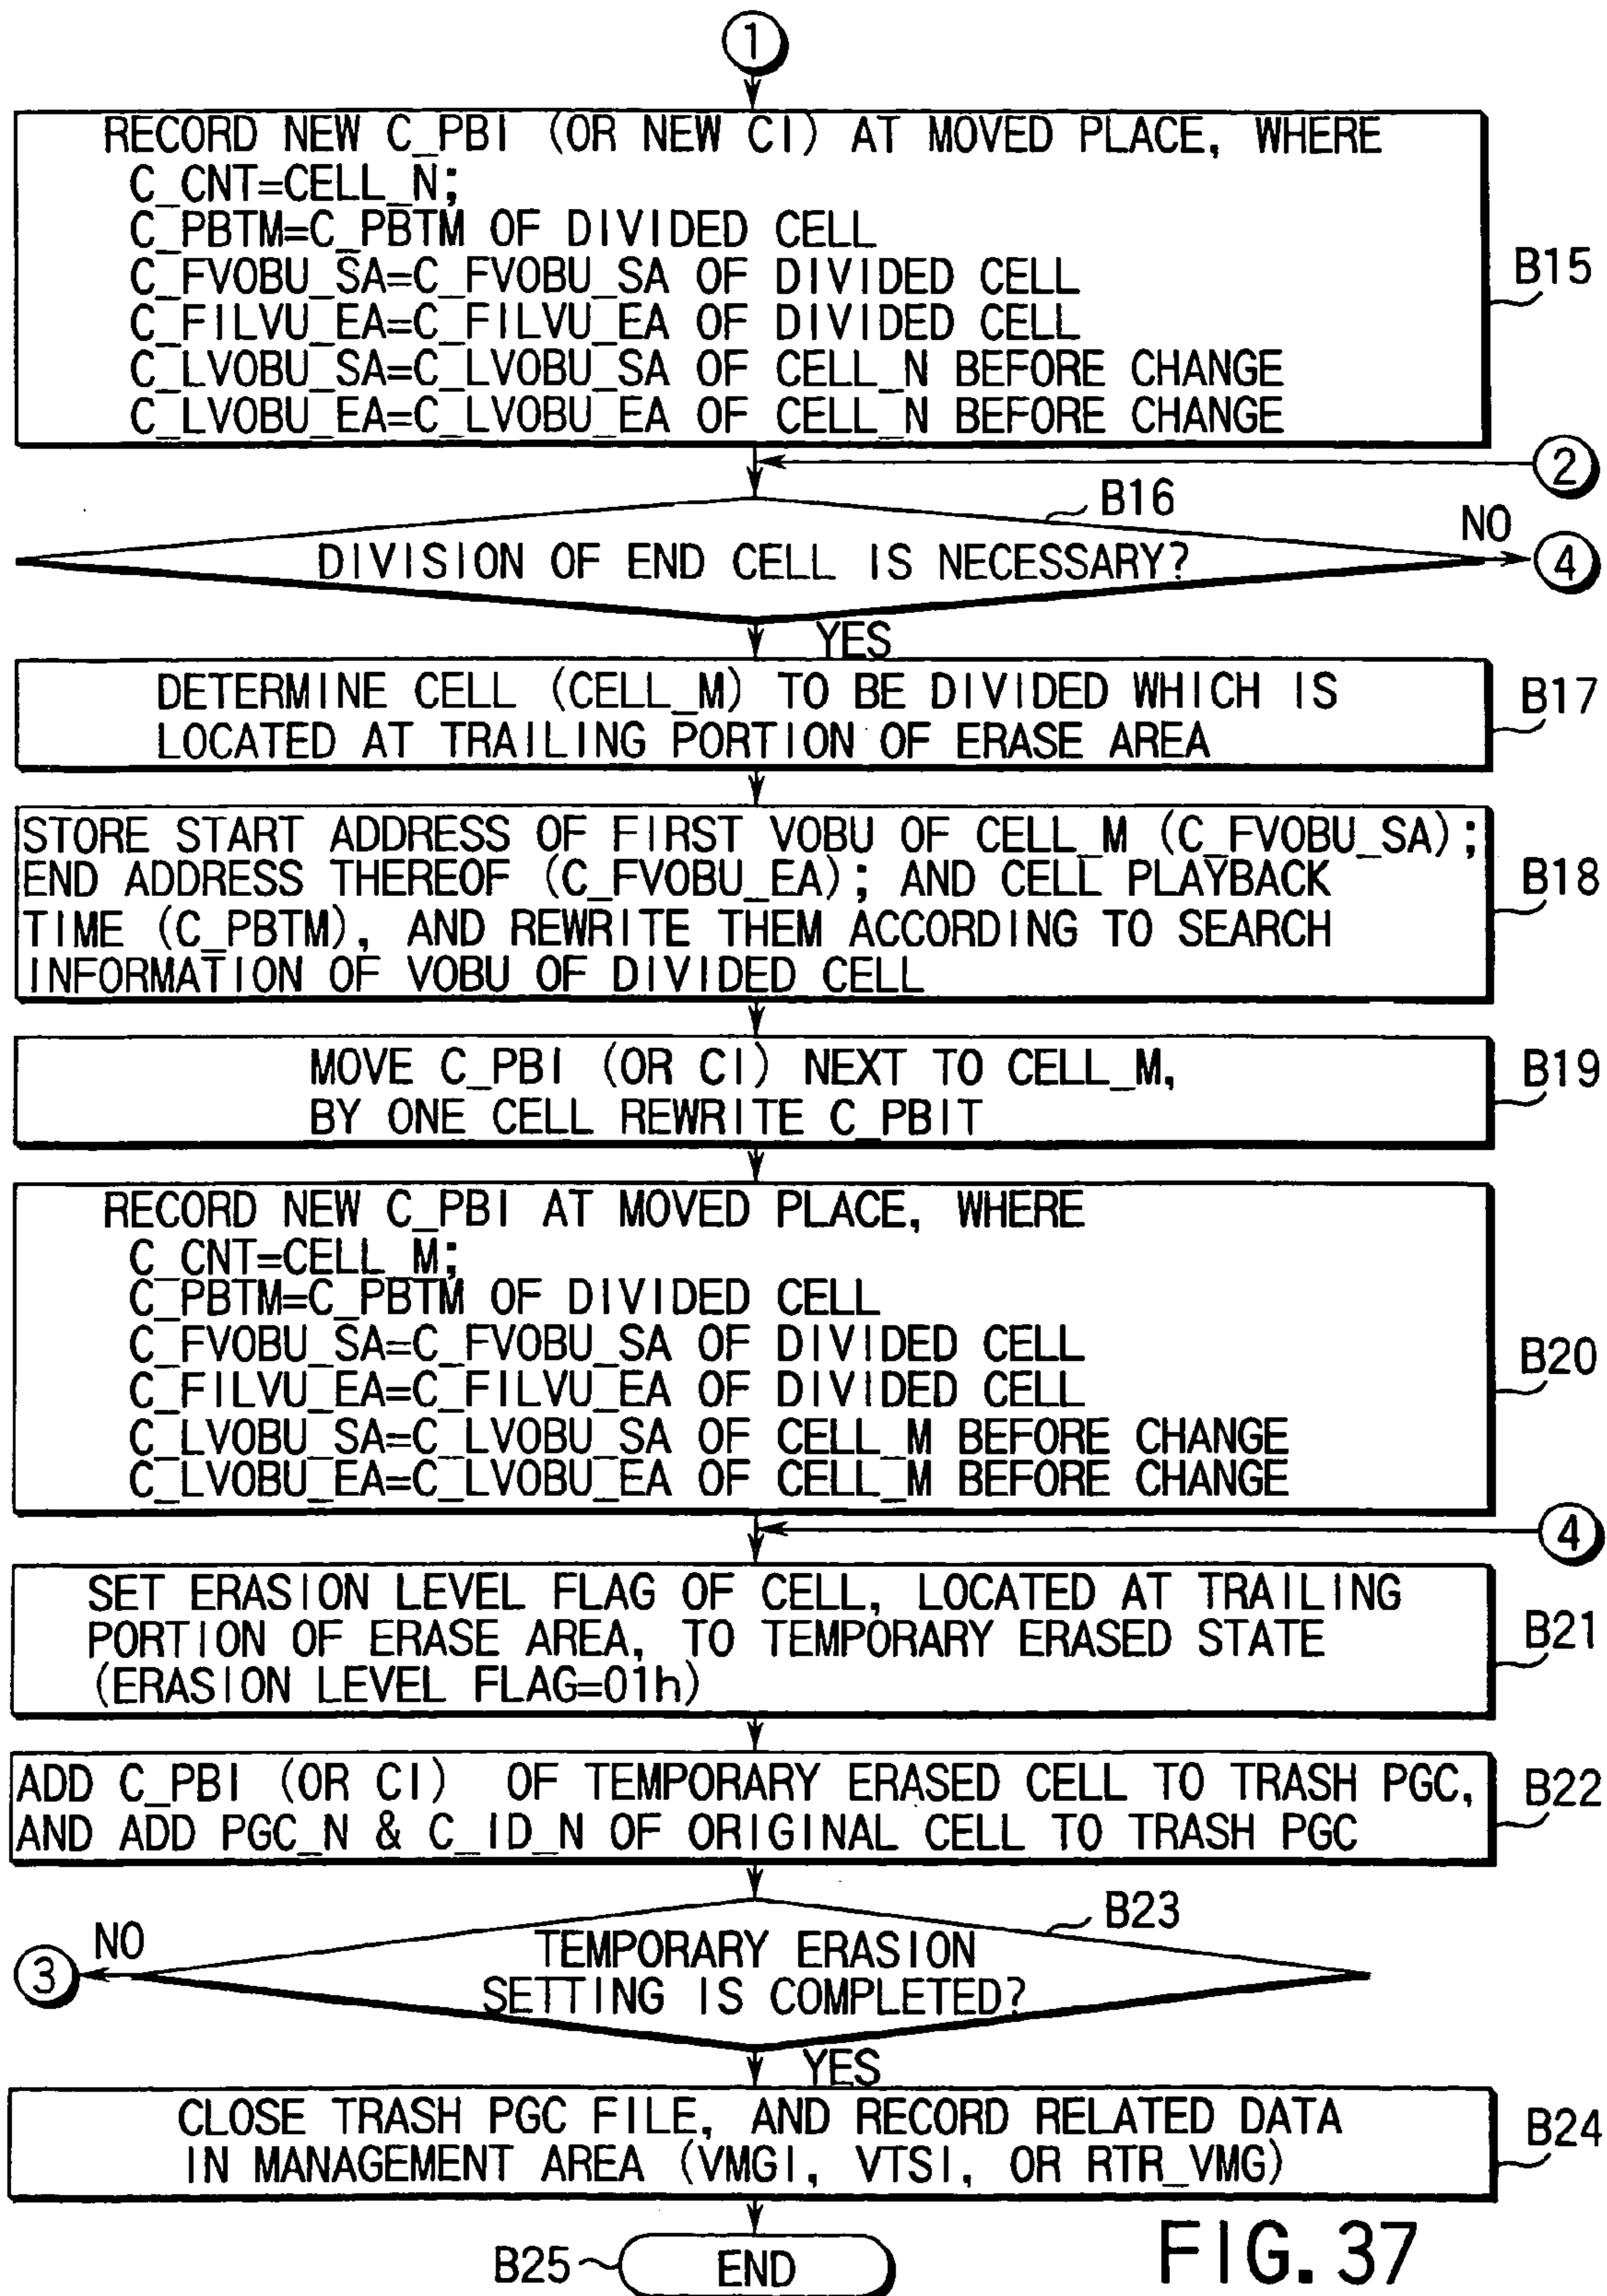 1
RECORD NEW C_PBI (OR NEW CI) AT MOVED PLACE, WHERE
C_CNT=CELL_N;
C_PBTM=C_PBTM OF DIVIDED CELL
C_FVOBU_SA=C_FVOBU_SA OF DIVIDED CELL
C_FILVU_EA=C_FILVU_EA OF DIVIDED CELL
C_LVOBU_SA=C_LVOBU_SA OF CELL_N BEFORE CHANGE
C_LVOBU_EA=C_LVOBU_EA OF CELL_N BEFORE CHANGE
B15
2
B16
DIVISION OF END CELL IS NECESSARY?
NO
4
YES
DETERMINE CELL (CELL_M) TO BE DIVIDED WHICH IS
LOCATED AT TRAILING PORTION OF ERASE AREA
B17
STORE START ADDRESS OF FIRST VOBU OF CELL_M (C_FVOBU_SA);
END ADDRESS THEREOF (C_FVOBU_EA); AND CELL PLAYBACK
TIME (C_PBTM), AND REWRITE THEM ACCORDING TO SEARCH
INFORMATION OF VOBU OF DIVIDED CELL
B18
MOVE C_PBI (OR CI) NEXT TO CELL_M,
BY ONE CELL REWRITE C_PBIT
B19
RECORD NEW C_PBI AT MOVED PLACE, WHERE
C_CNT=CELL_M;
C_PBTM=C_PBTM OF DIVIDED CELL
C_FVOBU_SA=C_FVOBU_SA OF DIVIDED CELL
C_FILVU_EA=C_FILVU_EA OF DIVIDED CELL
C_LVOBU_SA=C_LVOBU_SA OF CELL_M BEFORE CHANGE
C_LVOBU_EA=C_LVOBU_EA OF CELL_M BEFORE CHANGE
B20
4
SET ERASION LEVEL FLAG OF CELL, LOCATED AT TRAILING
PORTION OF ERASE AREA, TO TEMPORARY ERASED STATE
(ERASION LEVEL FLAG=01h)
B21
ADD C_PBI (OR CI) OF TEMPORARY ERASED CELL TO TRASH PGC,
AND ADD PGC_N & C_ID_N OF ORIGINAL CELL TO TRASH PGC
B22
B23
NO
3
TEMPORARY ERASION
SETTING IS COMPLETED?
YES
CLOSE TRASH PGC FILE, AND RECORD RELATED DATA
IN MANAGEMENT AREA (VMGI, VTSI, OR RTR_VMG)
B24
B25
END
FIG. 37